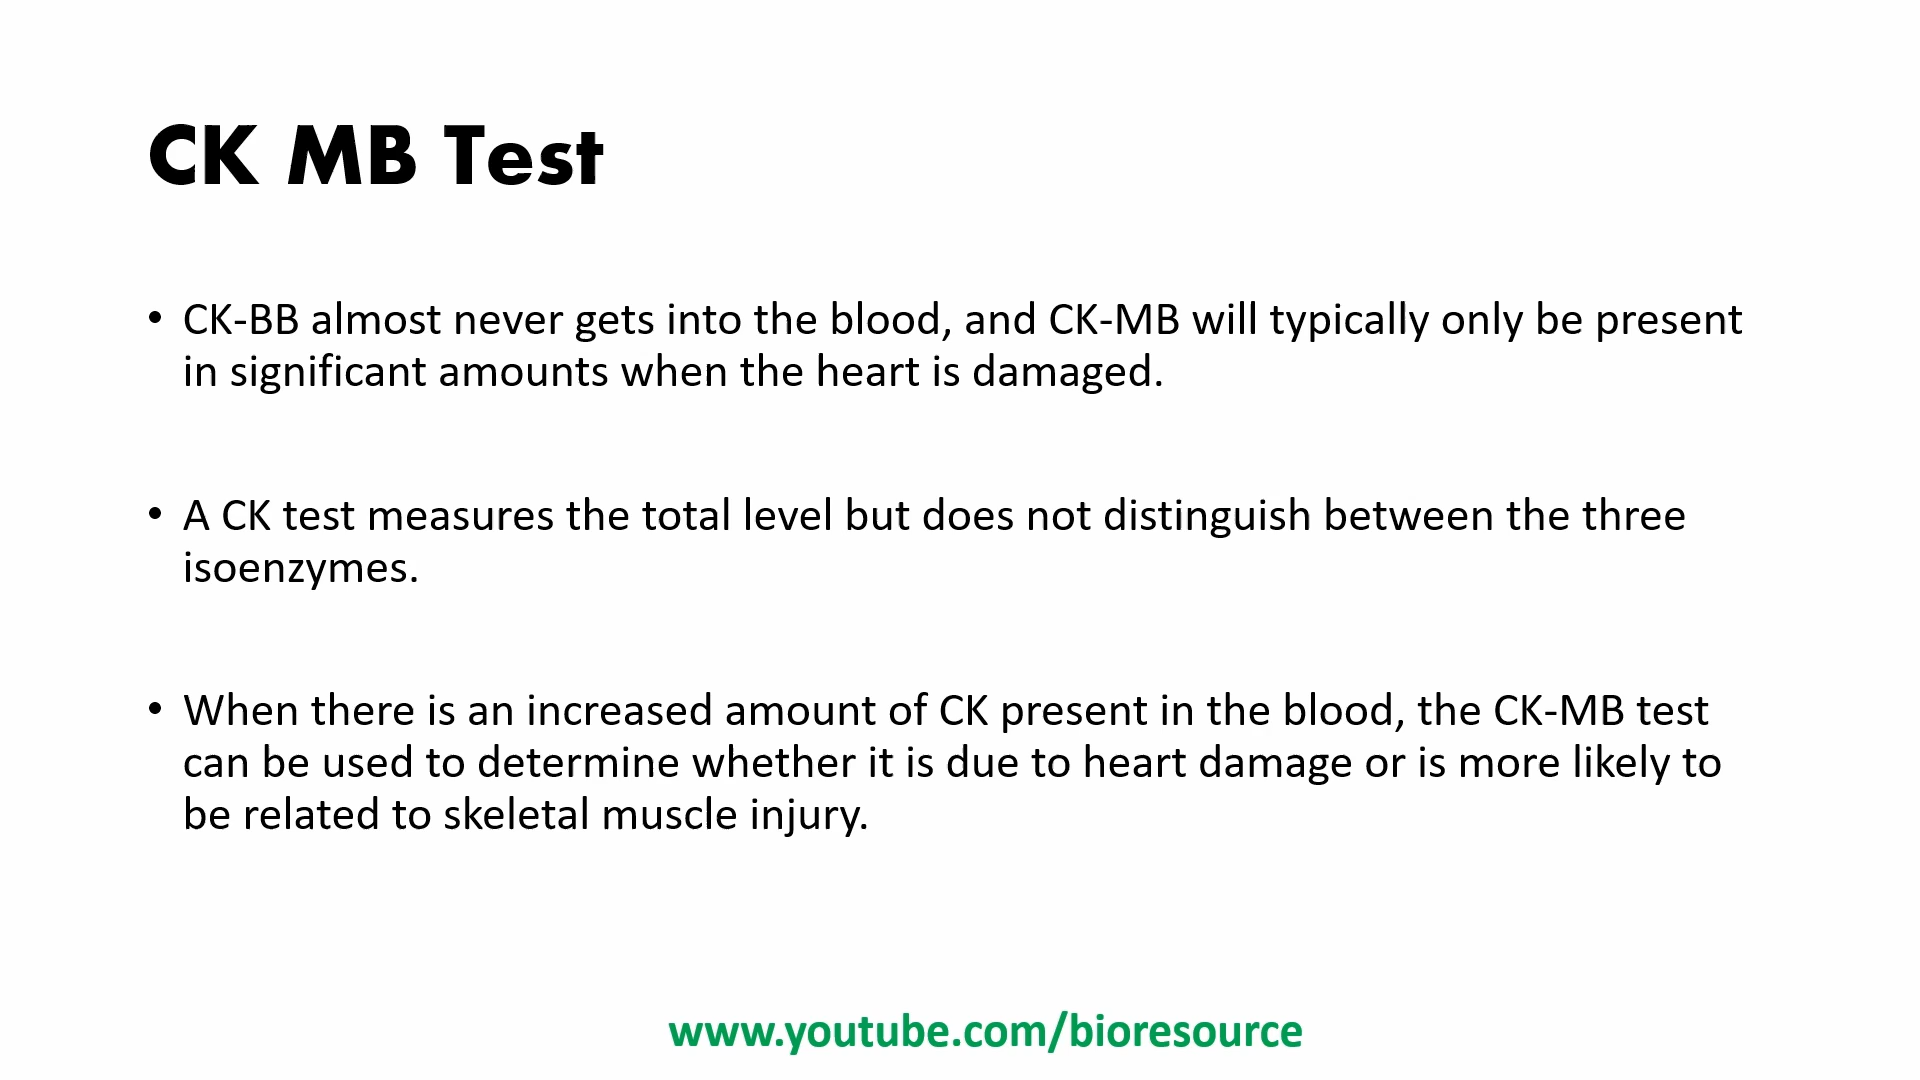 CK MB Test
• CK-BB almost never gets into the blood, and CK-MB will typically only be present
in significant amounts when the heart is damaged.
• A CK test measures the total level but does not distinguish between the three
isoenzymes.
• When there is an increased amount of CK present in the blood, the CK-MB test
can be used to determine whether it is due to heart damage or is more likely to
be related to skeletal muscle injury.
www.youtube.com/bioresource